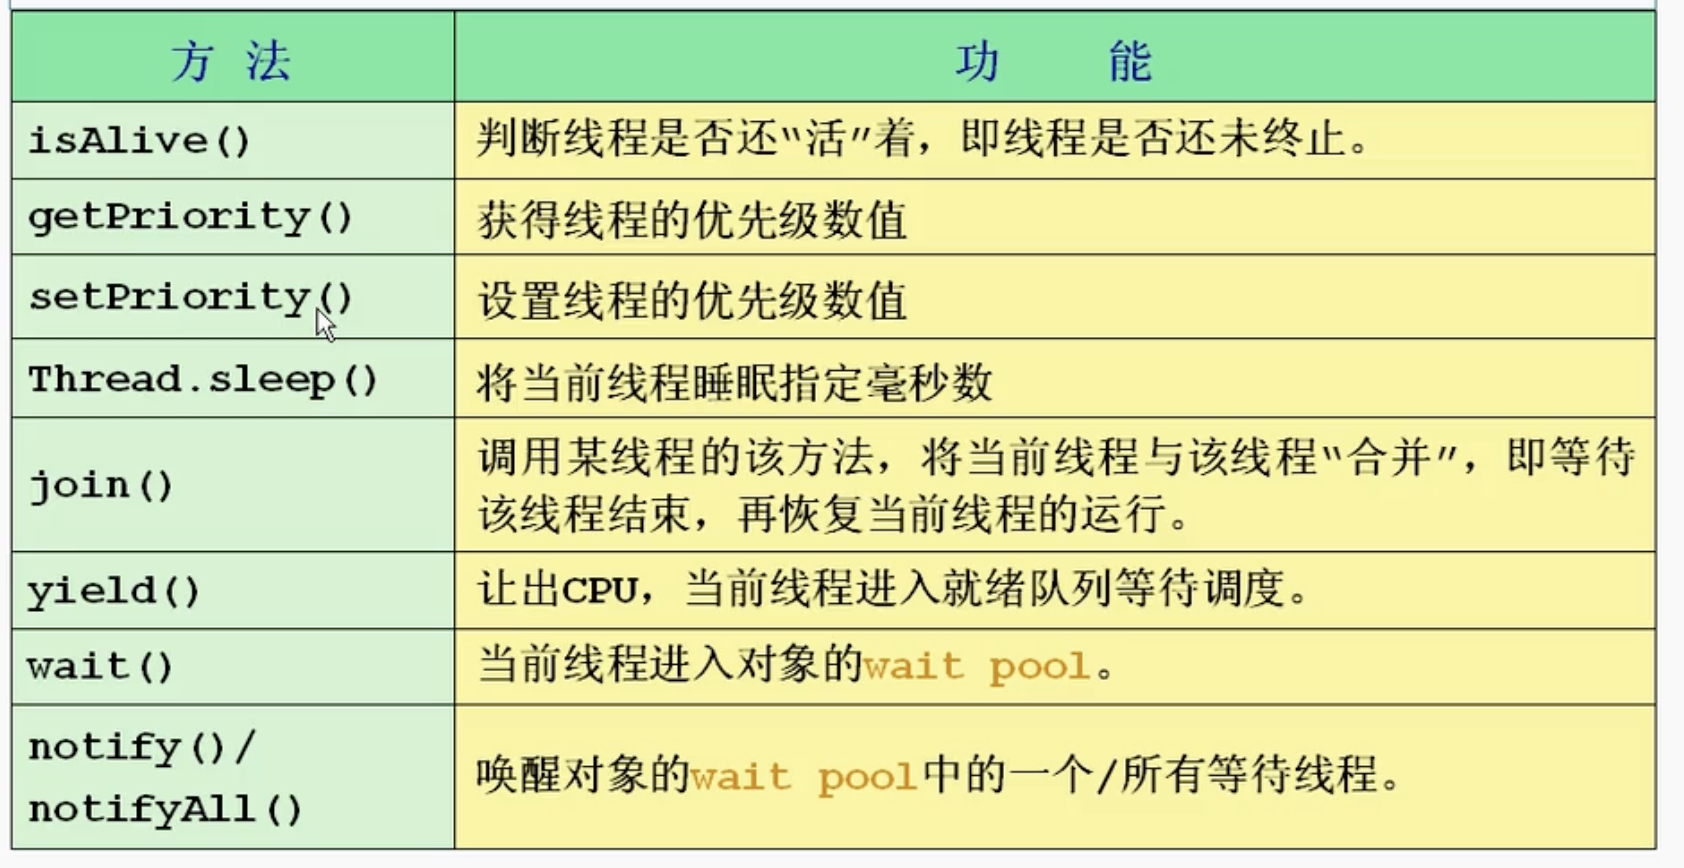 方 法
功 能
isAlive()
判断线程是否还“活”着，即线程是否还未终止。
getPriority()
获得线程的优先级数值
setPriority()
设置线程的优先级数值
Thread.sleep()
将当前线程睡眠指定毫秒数
join()
调用某线程的该方法，将当前线程与该线程“合并”，即等待
该线程结束，再恢复当前线程的运行。
yield()
让出CPU，当前线程进入就绪队列等待调度。
wait()
当前线程进入对象的wait pool。
notify()/
notifyAll()
唤醒对象的wait pool中的一个/所有等待线程。